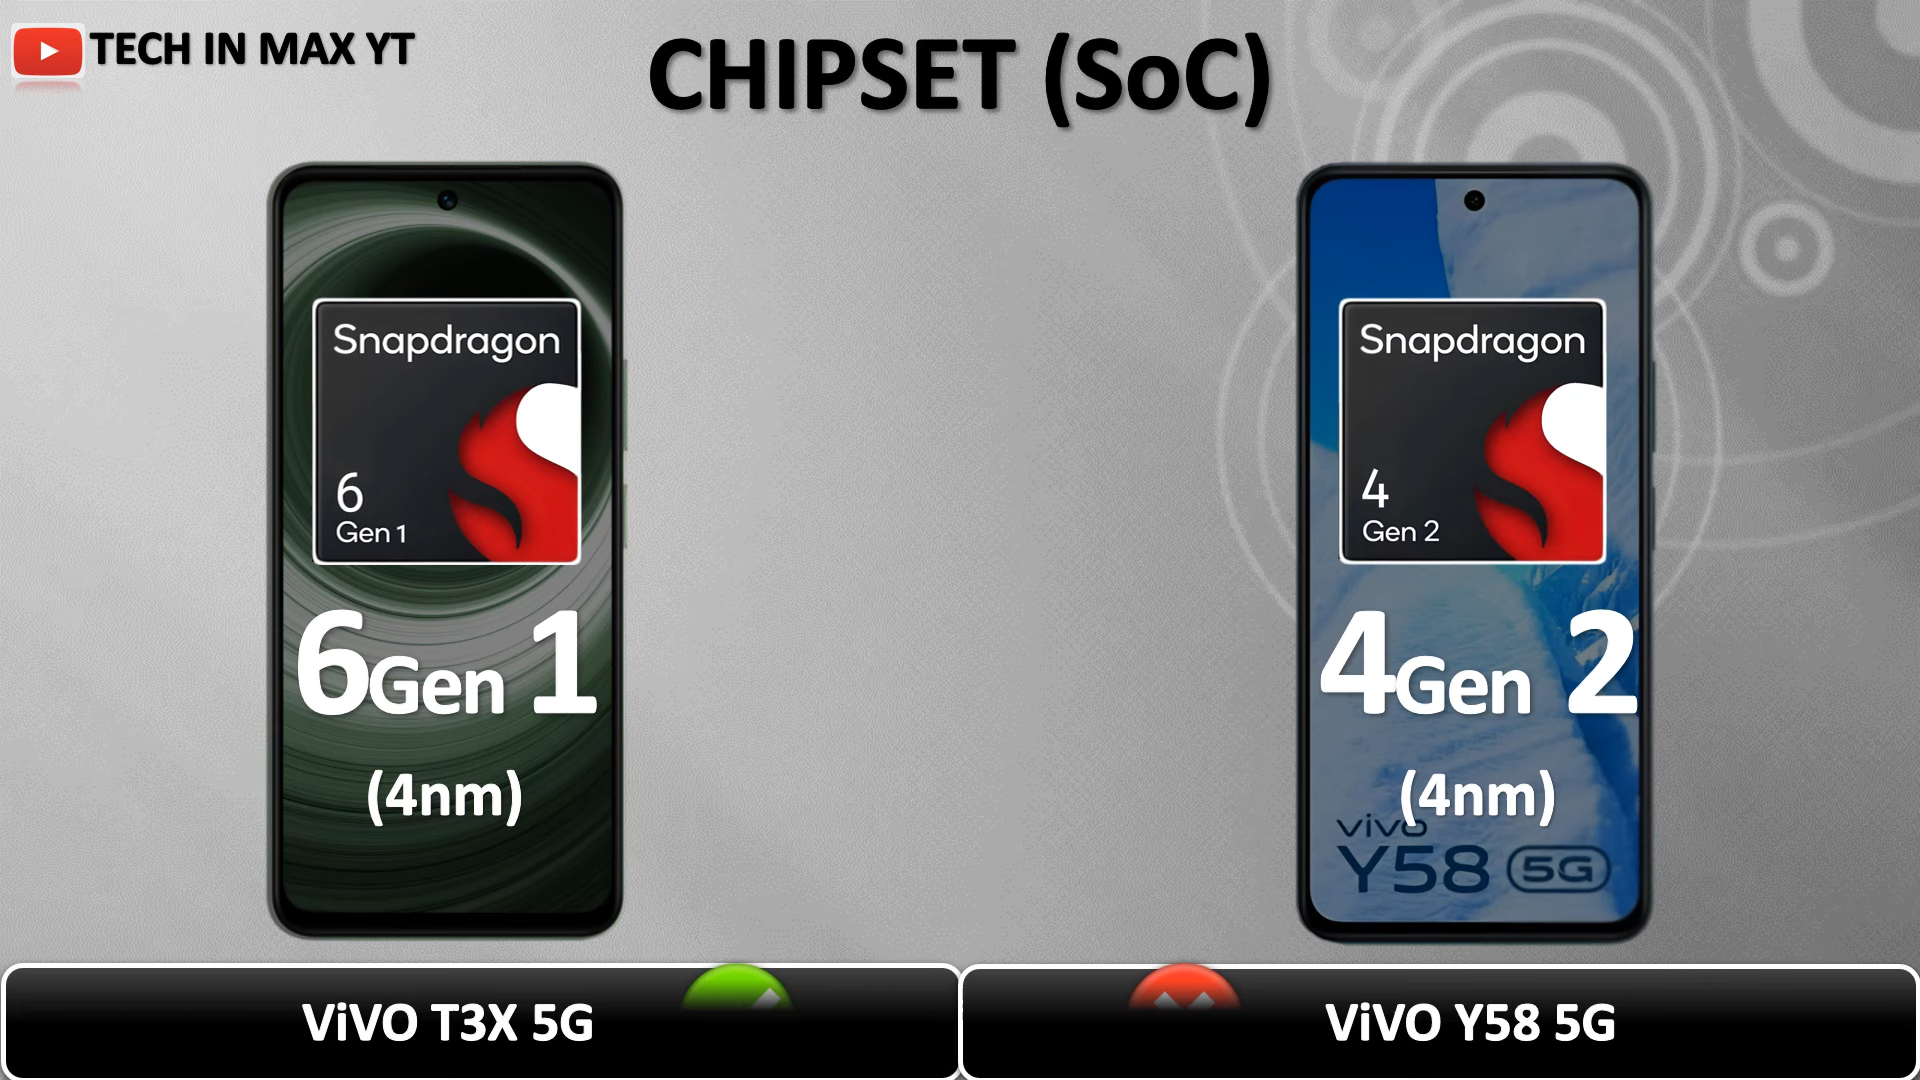 TECH IN MAX YT
CHIPSET (SoC)
Snapdragon
6
Gen 1
6Gen 1
(4nm)
Snapdragon
4
Gen 2
4Gen 2
(4nm)
vivo
Y58 5G
ViVO T3X 5G
ViVO Y58 5G